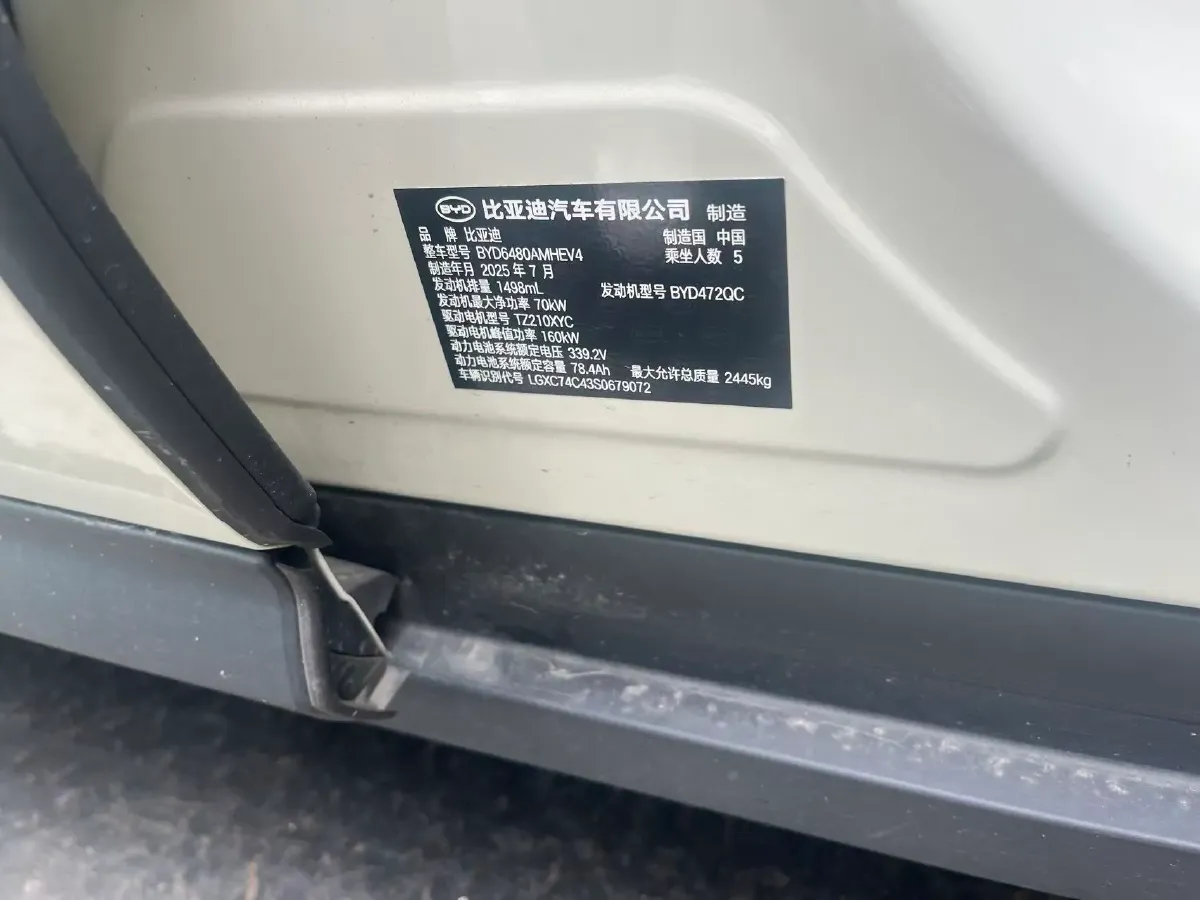 BYD 比亚迪汽车有限公司 制造
品 牌 比亚迪 制造国 中国
整车型号 BYD6480AMHEV4 乘坐人数 5
制造年月 2025年7月
发动机排量 1498mL 发动机型号 BYD472QC
发动机最大净功率 70kW
驱动电机型号 TZ210XYC
驱动电机峰值功率 160kW
动力电池系统额定电压 339.2V
动力电池系统额定容量 78.4Ah 最大允许总质量 2445kg
车辆识别代号 LGXC74C43S0679072